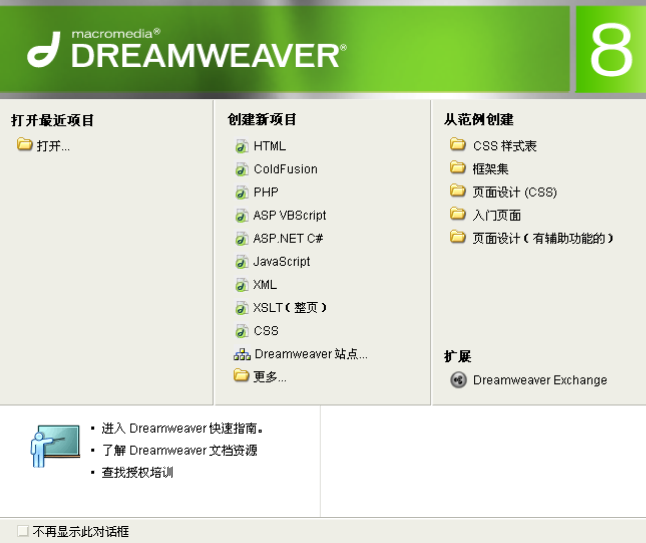 macromedia®
DREAMWEAVER®
8
打开最近项目
打开...
创建新项目
HTML
ColdFusion
PHP
ASP VBScript
ASP.NET C#
JavaScript
XML
XSLT（整页）
CSS
Dreamweaver 站点...
更多...
从范例创建
CSS 样式表
框架集
页面设计 (CSS)
入门页面
页面设计（有辅助功能的）
扩展
Dreamweaver Exchange
• 进入 Dreamweaver 快速指南。
• 了解 Dreamweaver 文档资源
• 查找授权培训
不再显示此对话框